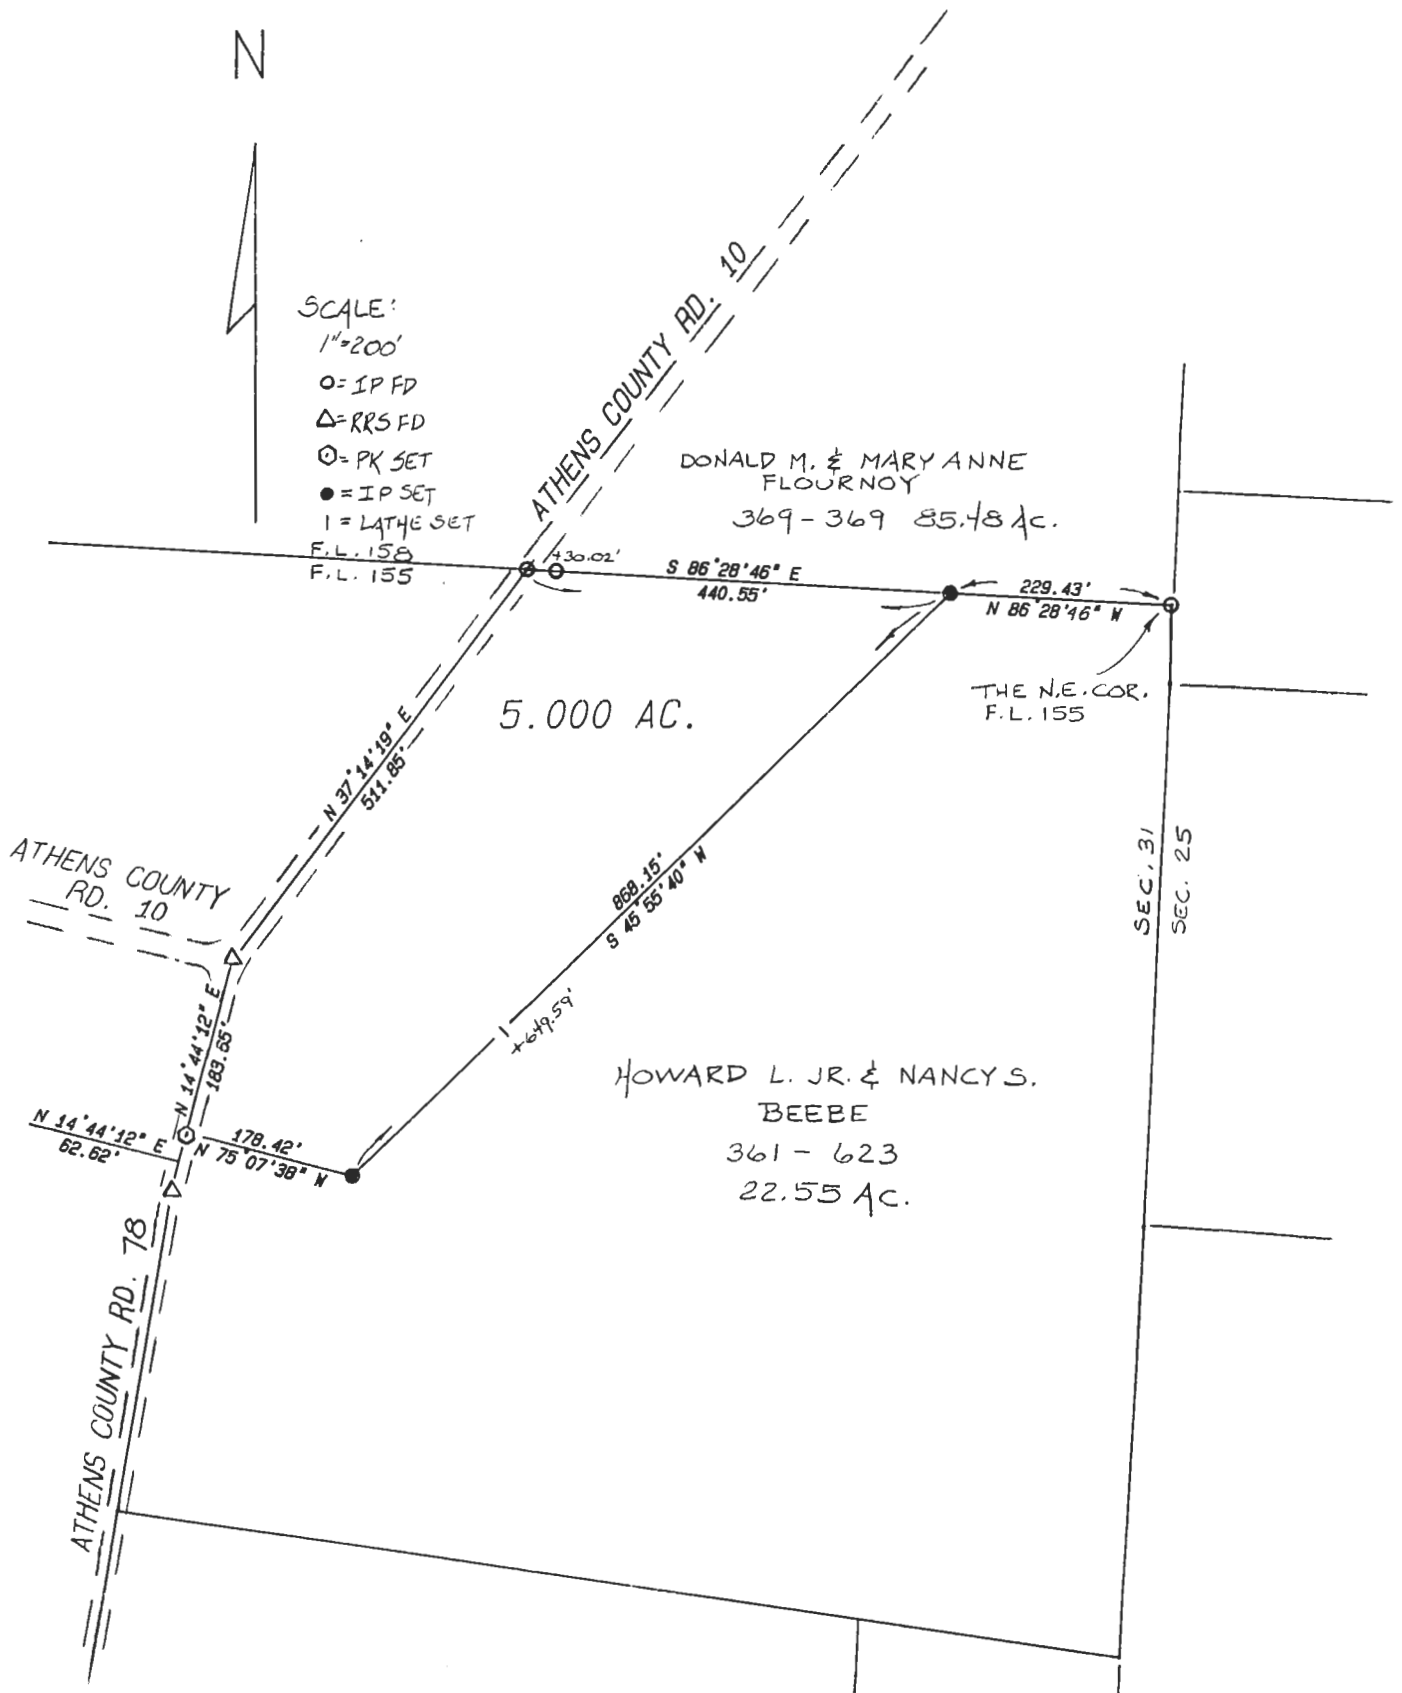 N
SCALE:
1"=200'
O= IP FD
△=RRS FD
⊙= PK SET
● = IP SET
I = LATHE SET
F.L. 158
F.L. 155
ATHENS COUNTY RD. 10
DONALD M. & MARY ANNE
FLOURNOY
369-369 85.48 AC.
+30.02'
S 86°28'46" E
440.55'
229.43'
N 86°28'46" W
THE N.E. COR.
F.L. 155
5.000 AC.
N 37°14'19" E
511.85'
868.15'
S 45°55'40" W
+649.59'
SEC. 31
SEC. 25
ATHENS COUNTY
RD. 10
N 14°44'12" E
183.65'
N 14°44'12" E
62.62'
178.42'
N 75°07'38" W
HOWARD L. JR. & NANCY S.
BEEBE
361 - 623
22.55 AC.
ATHENS COUNTY RD. 78